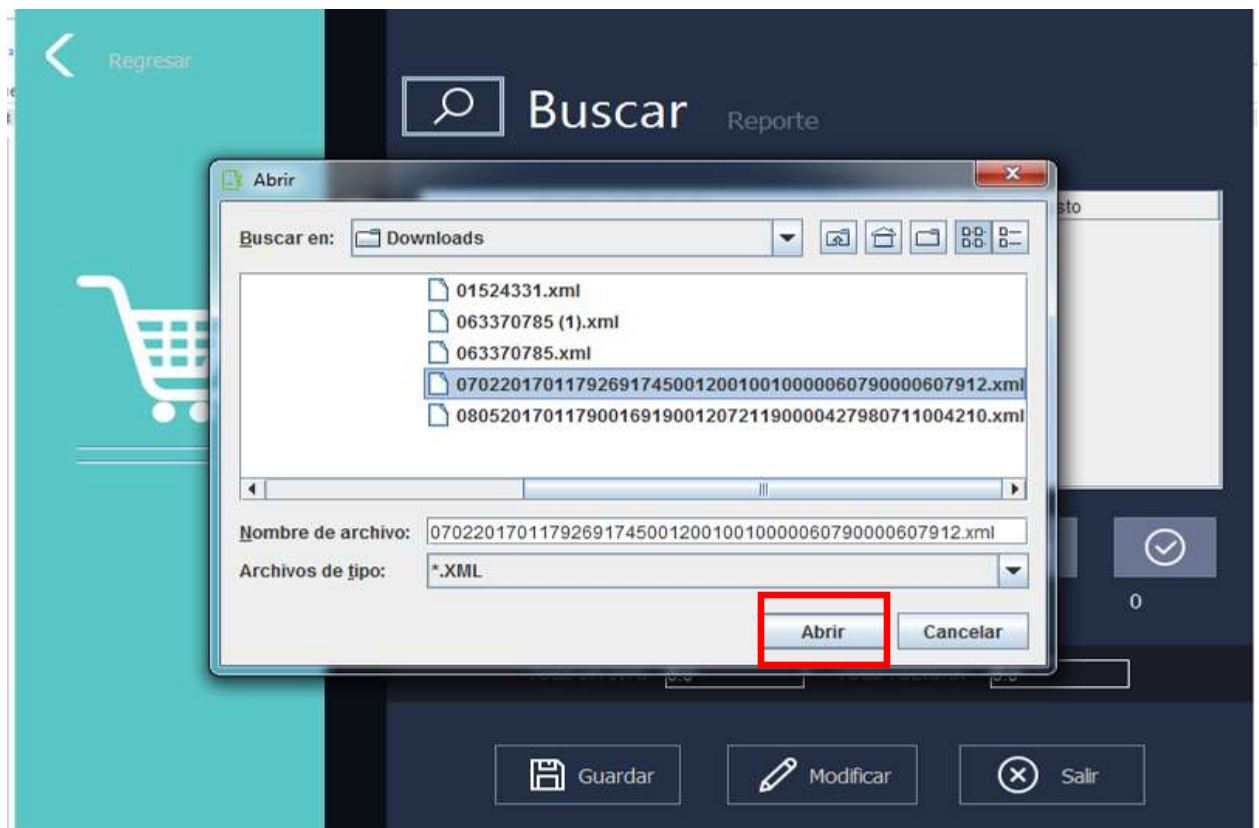 Regresar
Buscar Reporte
Abrir
sto
Buscar en: Downloads
01524331.xml
063370785 (1).xml
063370785.xml
0702201701179269174500120010010000060790000607912.xml
0805201701179001691900120721190000427980711004210.xml
Nombre de archivo: 0702201701179269174500120010010000060790000607912.xml
Archivos de tipo: *.XML
0
Abrir Cancelar
Guardar Modificar Salir